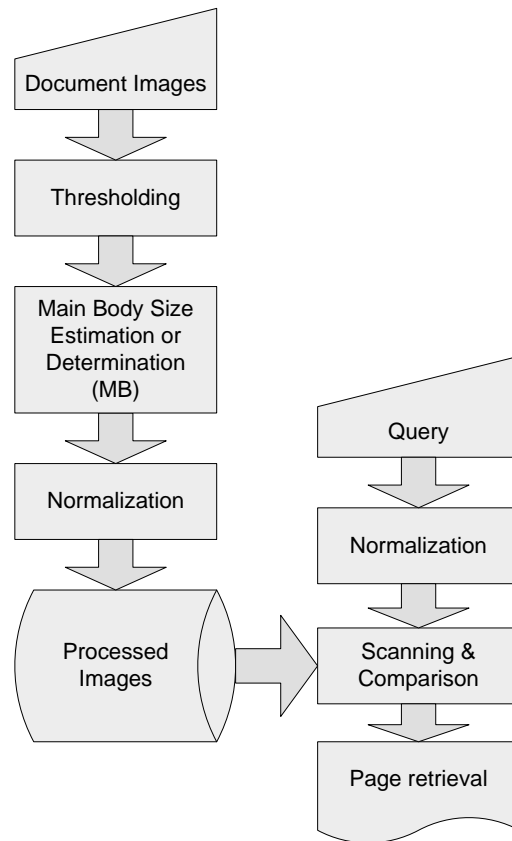 Document Images
Thresholding
Main Body Size
Estimation or
Determination
(MB)
Normalization
Processed
Images
Query
Normalization
Scanning &
Comparison
Page retrieval